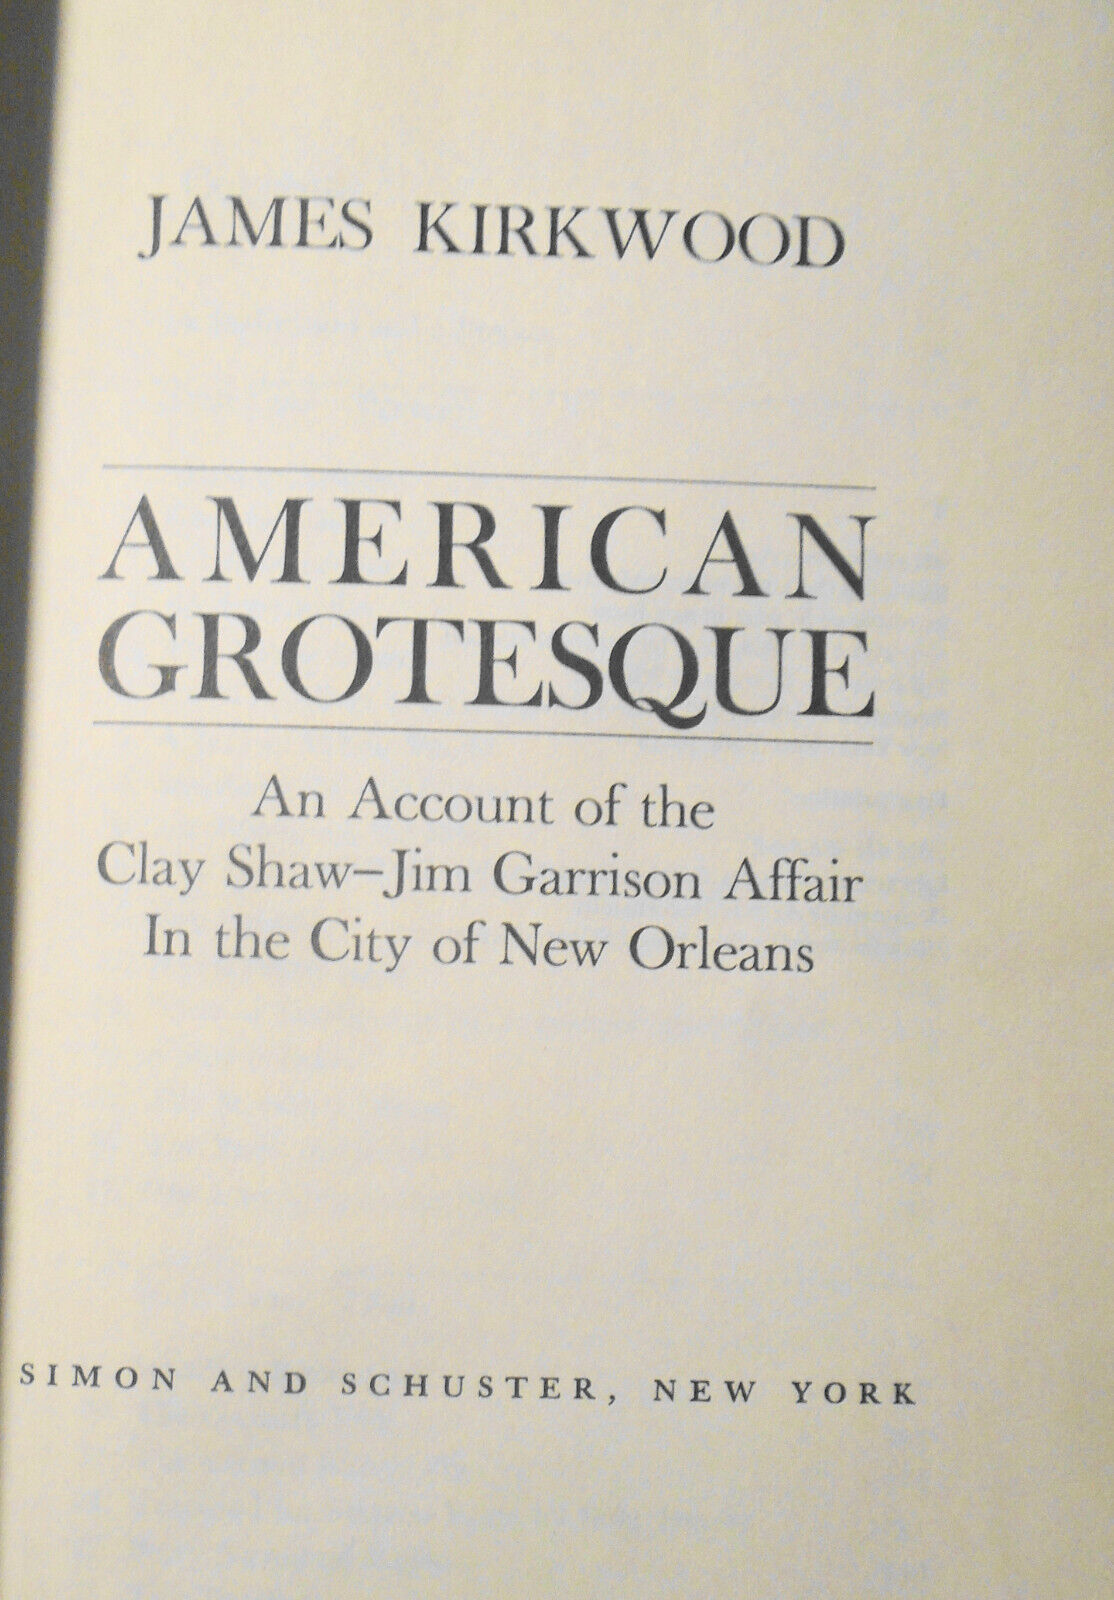 JAMES KIRKWOOD
AMERICAN
GROTESQUE
An Account of the
Clay Shaw–Jim Garrison Affair
In the City of New Orleans
SIMON AND SCHUSTER, NEW YORK